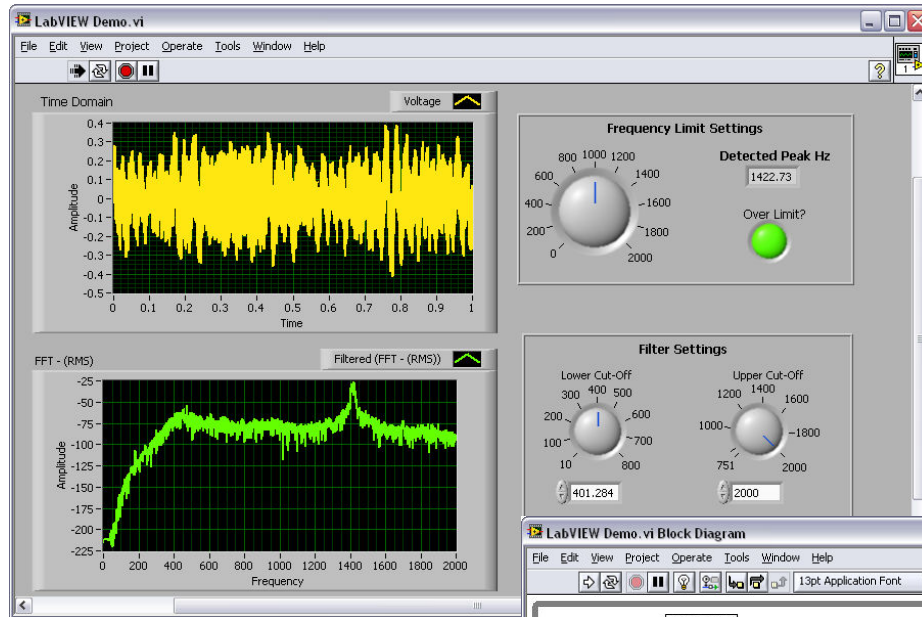 LabVIEW Demo.vi
File Edit View Project Operate Tools Window Help
1
Time Domain
Voltage
0.4
0.3
0.2
0.1
0
-0.1
-0.2
-0.3
-0.4
-0.5
Amplitude
0 0.1 0.2 0.3 0.4 0.5 0.6 0.7 0.8 0.9 1
Time
Frequency Limit Settings
0 200 400 600 800 1000 1200 1400 1600 1800 2000
Detected Peak Hz
1422.73
Over Limit?
FFT - (RMS)
Filtered (FFT - (RMS))
-25
-50
-75
-100
-125
-150
-175
-200
-225
Amplitude
0 200 400 600 800 1000 1200 1400 1600 1800 2000
Frequency
Filter Settings
Lower Cut-Off
10 100 200 300 400 500 600 700 800
401.284
Upper Cut-Off
751 1000 1200 1400 1600 1800 2000
2000
LabVIEW Demo.vi Block Diagram
File Edit View Project Operate Tools Window Help
13pt Application Font